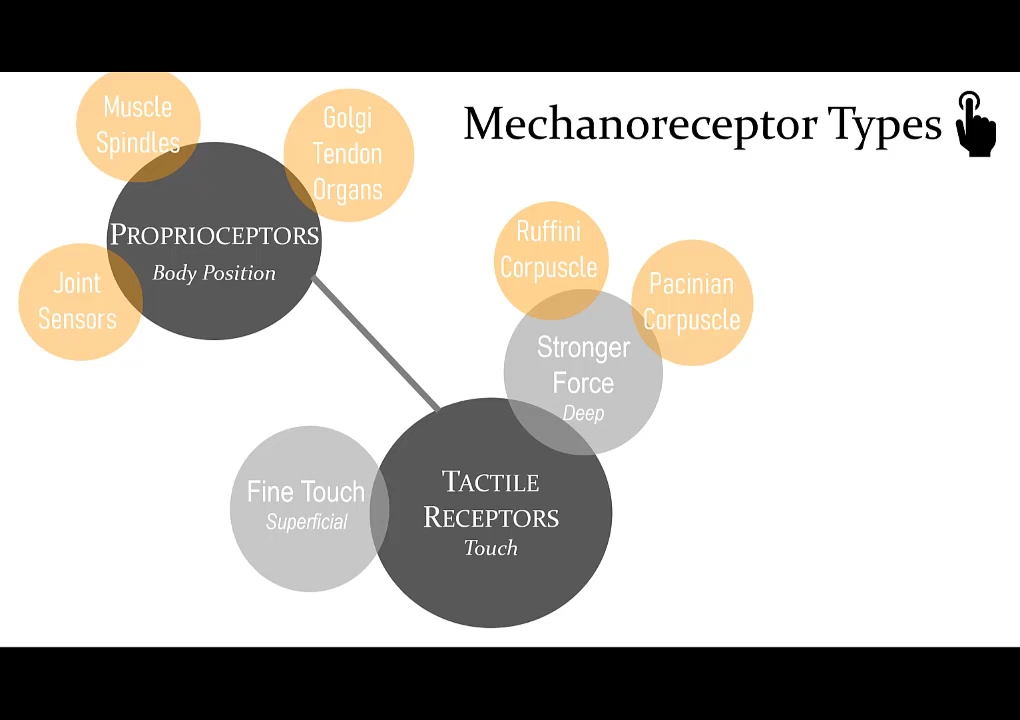 Mechanoreceptor Types
Muscle
Spindles
Golgi
Tendon
Organs
PROPRIOCEPTORS
Body Position
Joint
Sensors
Ruffini
Corpuscle
Pacinian
Corpuscle
Stronger
Force
Deep
Fine Touch
Superficial
TACTILE
RECEPTORS
Touch